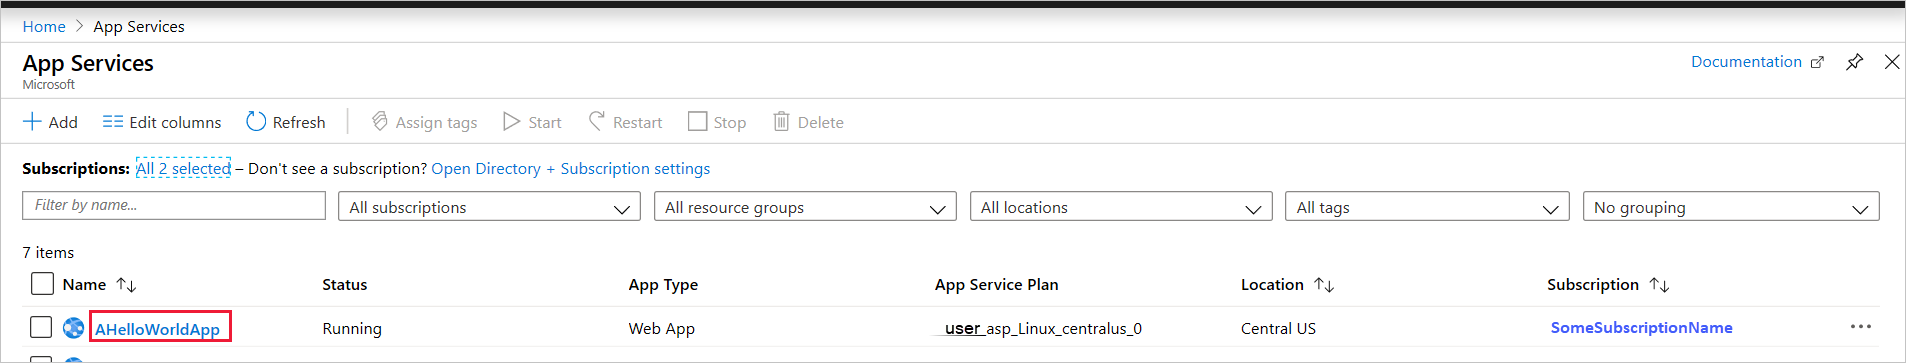 Home > App Services
App Services
Microsoft
Documentation
Add Edit columns Refresh Assign tags Start Restart Stop Delete
Subscriptions: All 2 selected – Don't see a subscription? Open Directory + Subscription settings
Filter by name... All subscriptions All resource groups All locations All tags No grouping
7 items
Name Status App Type App Service Plan Location Subscription
AHelloWorldApp Running Web App _user_asp_Linux_centralus_0 Central US SomeSubscriptionName ...